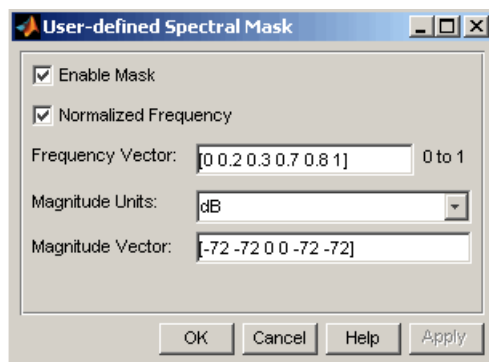 User-defined Spectral Mask
Enable Mask
Normalized Frequency
Frequency Vector: [0 0.2 0.3 0.7 0.8 1] 0 to 1
Magnitude Units: dB
Magnitude Vector: [-72 -72 0 0 -72 -72]
OK Cancel Help Apply